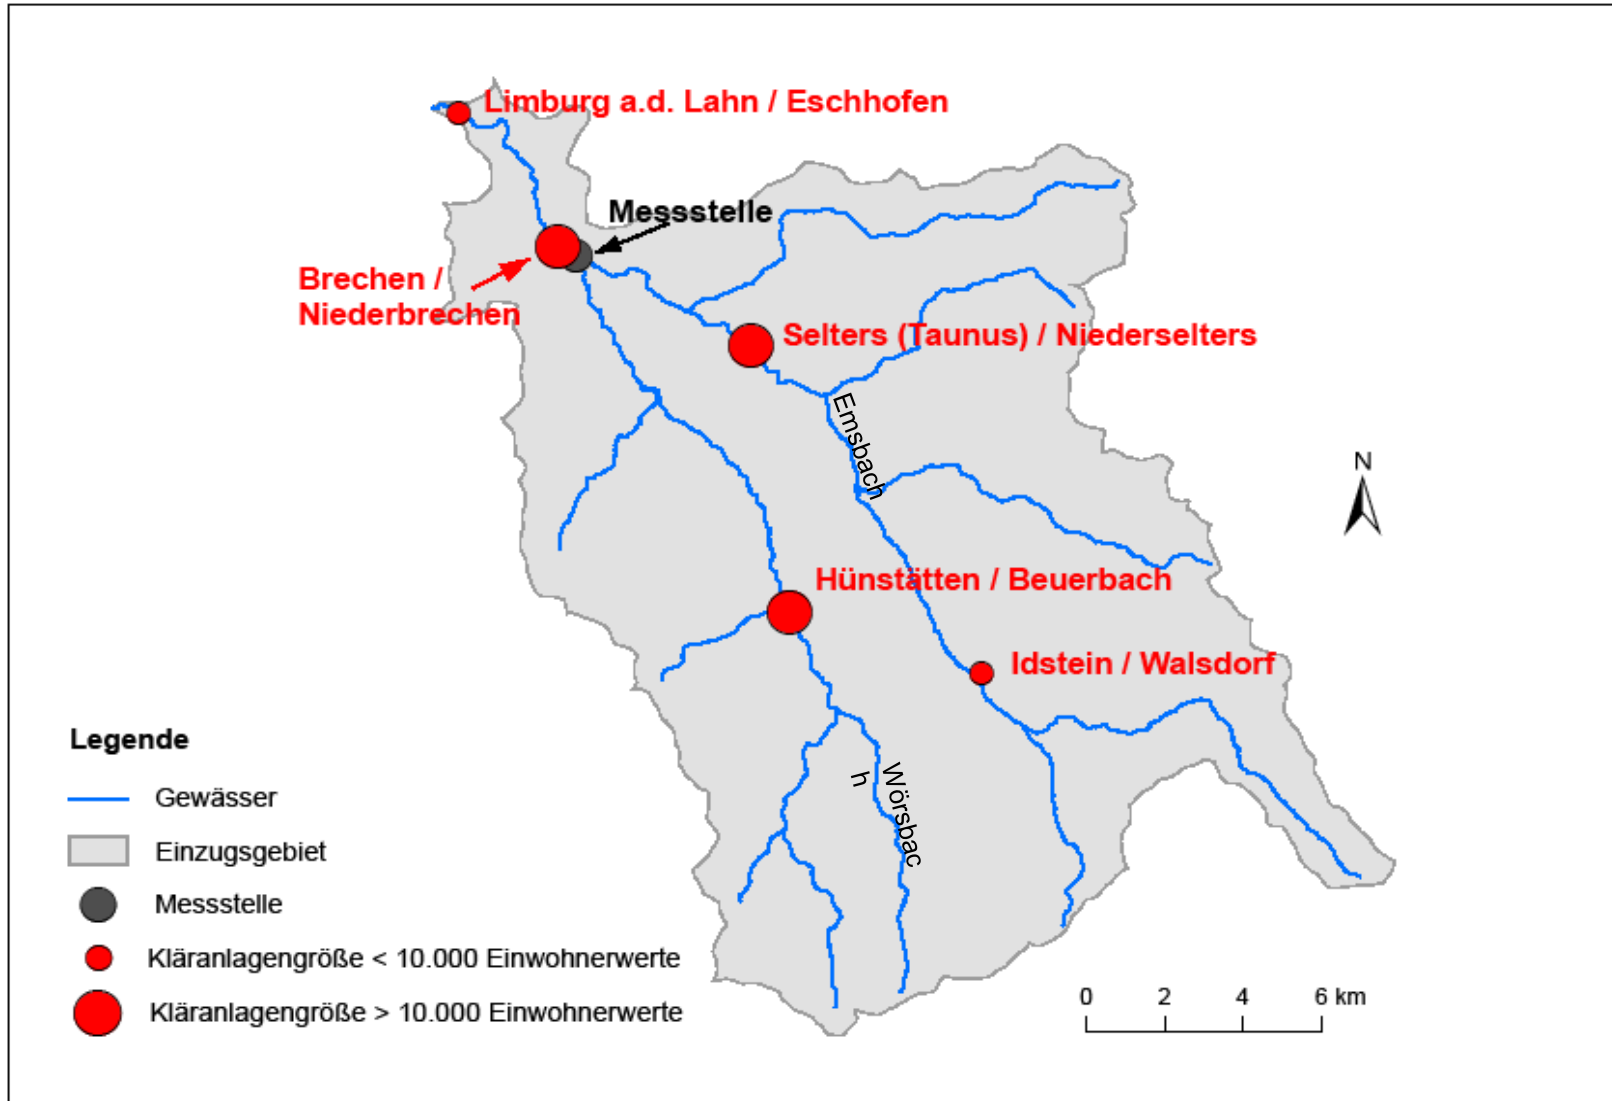 Limburg a.d. Lahn / Eschhofen
Messstelle
Brechen /
Niederbrechen
Selters (Taunus) / Niederselters
Emsbach
N
Hünstätten / Beuerbach
Idstein / Walsdorf
Wörsbac
h
Legende
Gewässer
Einzugsgebiet
Messstelle
Kläranlagengröße < 10.000 Einwohnerwerte
Kläranlagengröße > 10.000 Einwohnerwerte
0 2 4 6 km